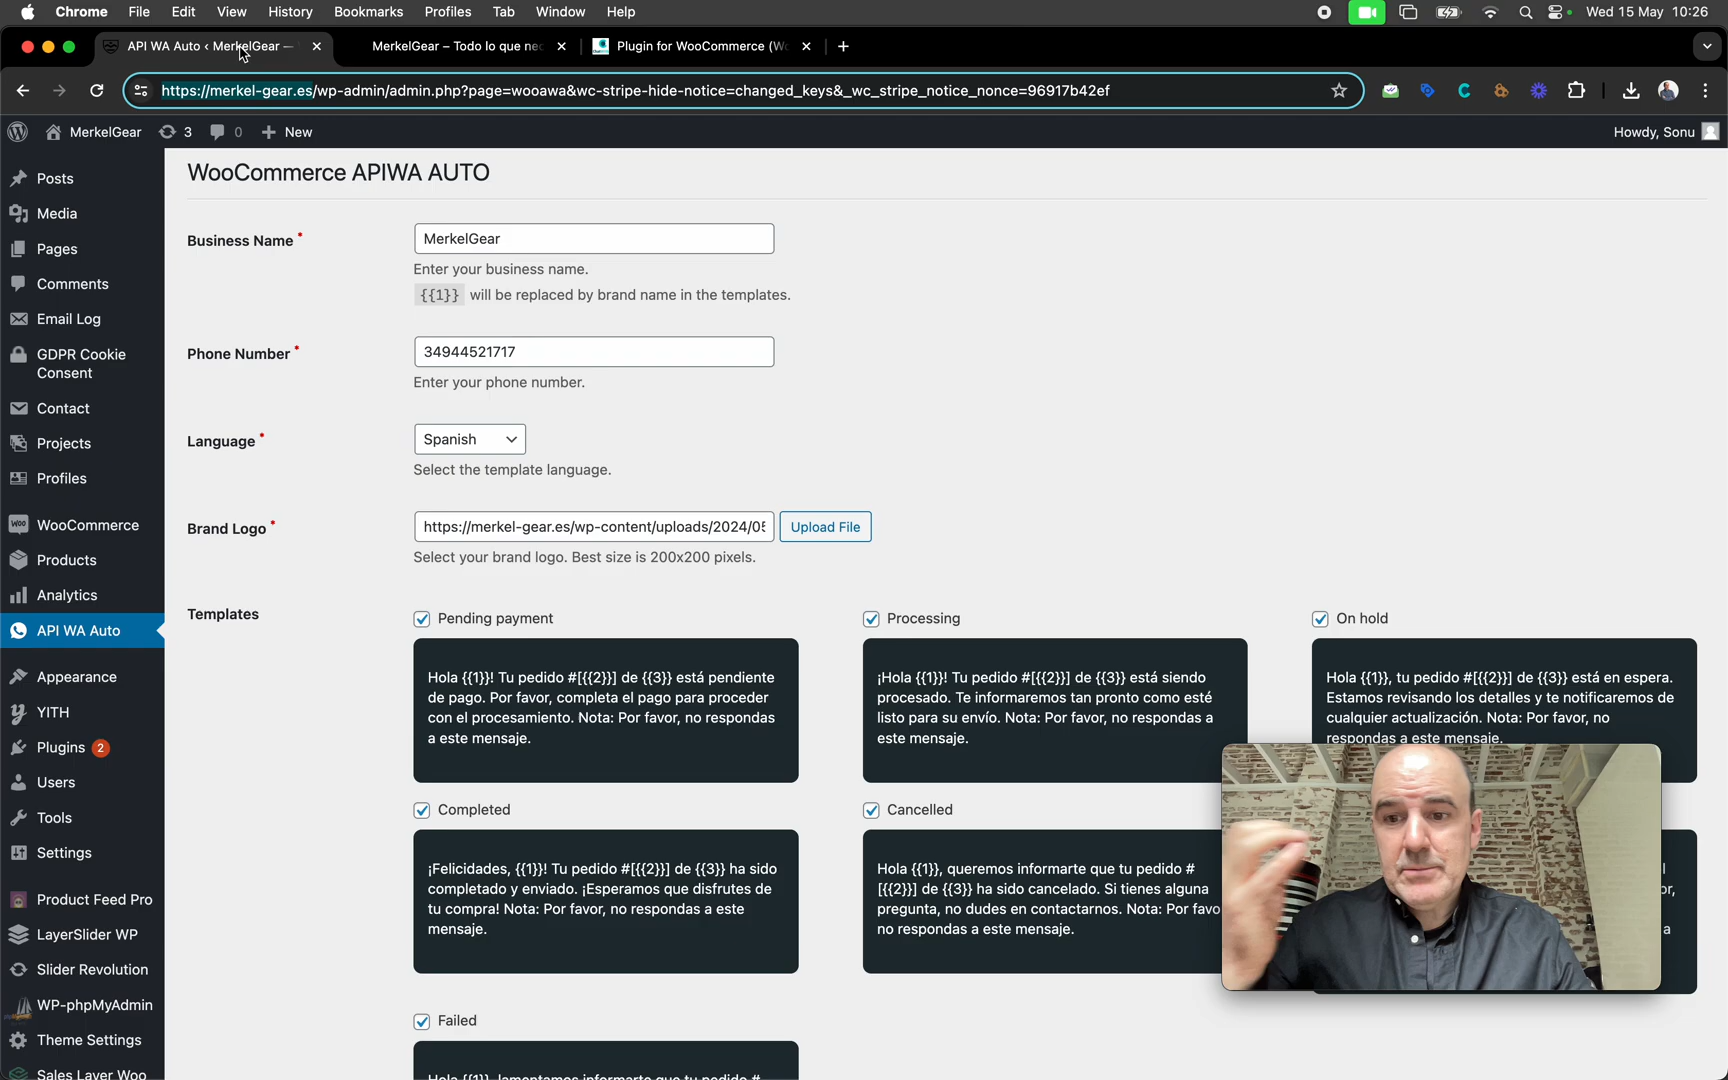 Chrome File Edit View History Bookmarks Profiles Tab Window Help Wed 15 May 10:26
API WA Auto ‹ MerkelGear — MerkelGear – Todo lo que nec Plugin for WooCommerce (Wo
https://merkel-gear.es/wp-admin/admin.php?page=wooawa&wc-stripe-hide-notice=changed_keys&_wc_stripe_notice_nonce=96917b42ef
MerkelGear 3 0 New Howdy, Sonu
Posts
Media
Pages
Comments
Email Log
GDPR Cookie
Consent
Contact
Projects
Profiles
WooCommerce
Products
Analytics
API WA Auto
Appearance
YITH
Plugins 2
Users
Tools
Settings
Product Feed Pro
LayerSlider WP
Slider Revolution
WP-phpMyAdmin
Theme Settings
Sales Layer Woo
WooCommerce APIWA AUTO
Business Name *
MerkelGear
Enter your business name.
{{1}} will be replaced by brand name in the templates.
Phone Number *
34944521717
Enter your phone number.
Language *
Spanish
Select the template language.
Brand Logo *
https://merkel-gear.es/wp-content/uploads/2024/05
Upload File
Select your brand logo. Best size is 200x200 pixels.
Templates
Pending payment
Hola {{1}}! Tu pedido #[{{2}}] de {{3}} está pendiente
de pago. Por favor, completa el pago para proceder
con el procesamiento. Nota: Por favor, no respondas
a este mensaje.
Processing
¡Hola {{1}}! Tu pedido #[{{2}}] de {{3}} está siendo
procesado. Te informaremos tan pronto como esté
listo para su envío. Nota: Por favor, no respondas a
este mensaje.
On hold
Hola {{1}}, tu pedido #[{{2}}] de {{3}} está en espera.
Estamos revisando los detalles y te notificaremos de
cualquier actualización. Nota: Por favor, no
respondas a este mensaje.
Completed
¡Felicidades, {{1}}! Tu pedido #[{{2}}] de {{3}} ha sido
completado y enviado. ¡Esperamos que disfrutes de
tu compra! Nota: Por favor, no respondas a este
mensaje.
Cancelled
Hola {{1}}, queremos informarte que tu pedido #
[{{2}}] de {{3}} ha sido cancelado. Si tienes alguna
pregunta, no dudes en contactarnos. Nota: Por favo
no respondas a este mensaje.
Failed
Hola {{1}}, lamentamos informarte que tu pedido #